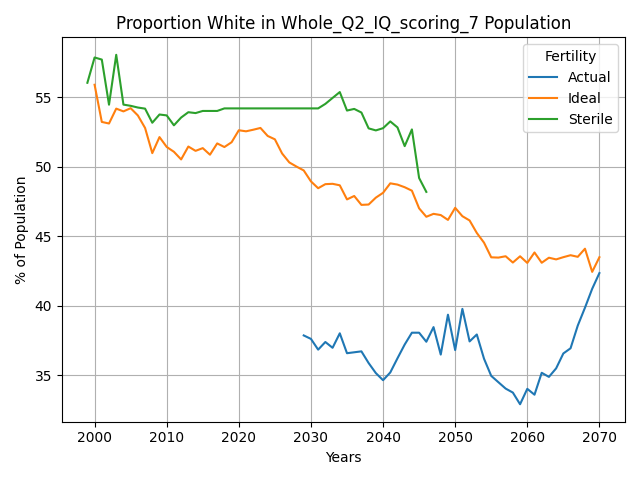 Proportion White in Whole_Q2_IQ_scoring_7 Population
Fertility
Actual
Ideal
Sterile
% of Population
55
50
45
40
35
2000 2010 2020 2030 2040 2050 2060 2070
Years